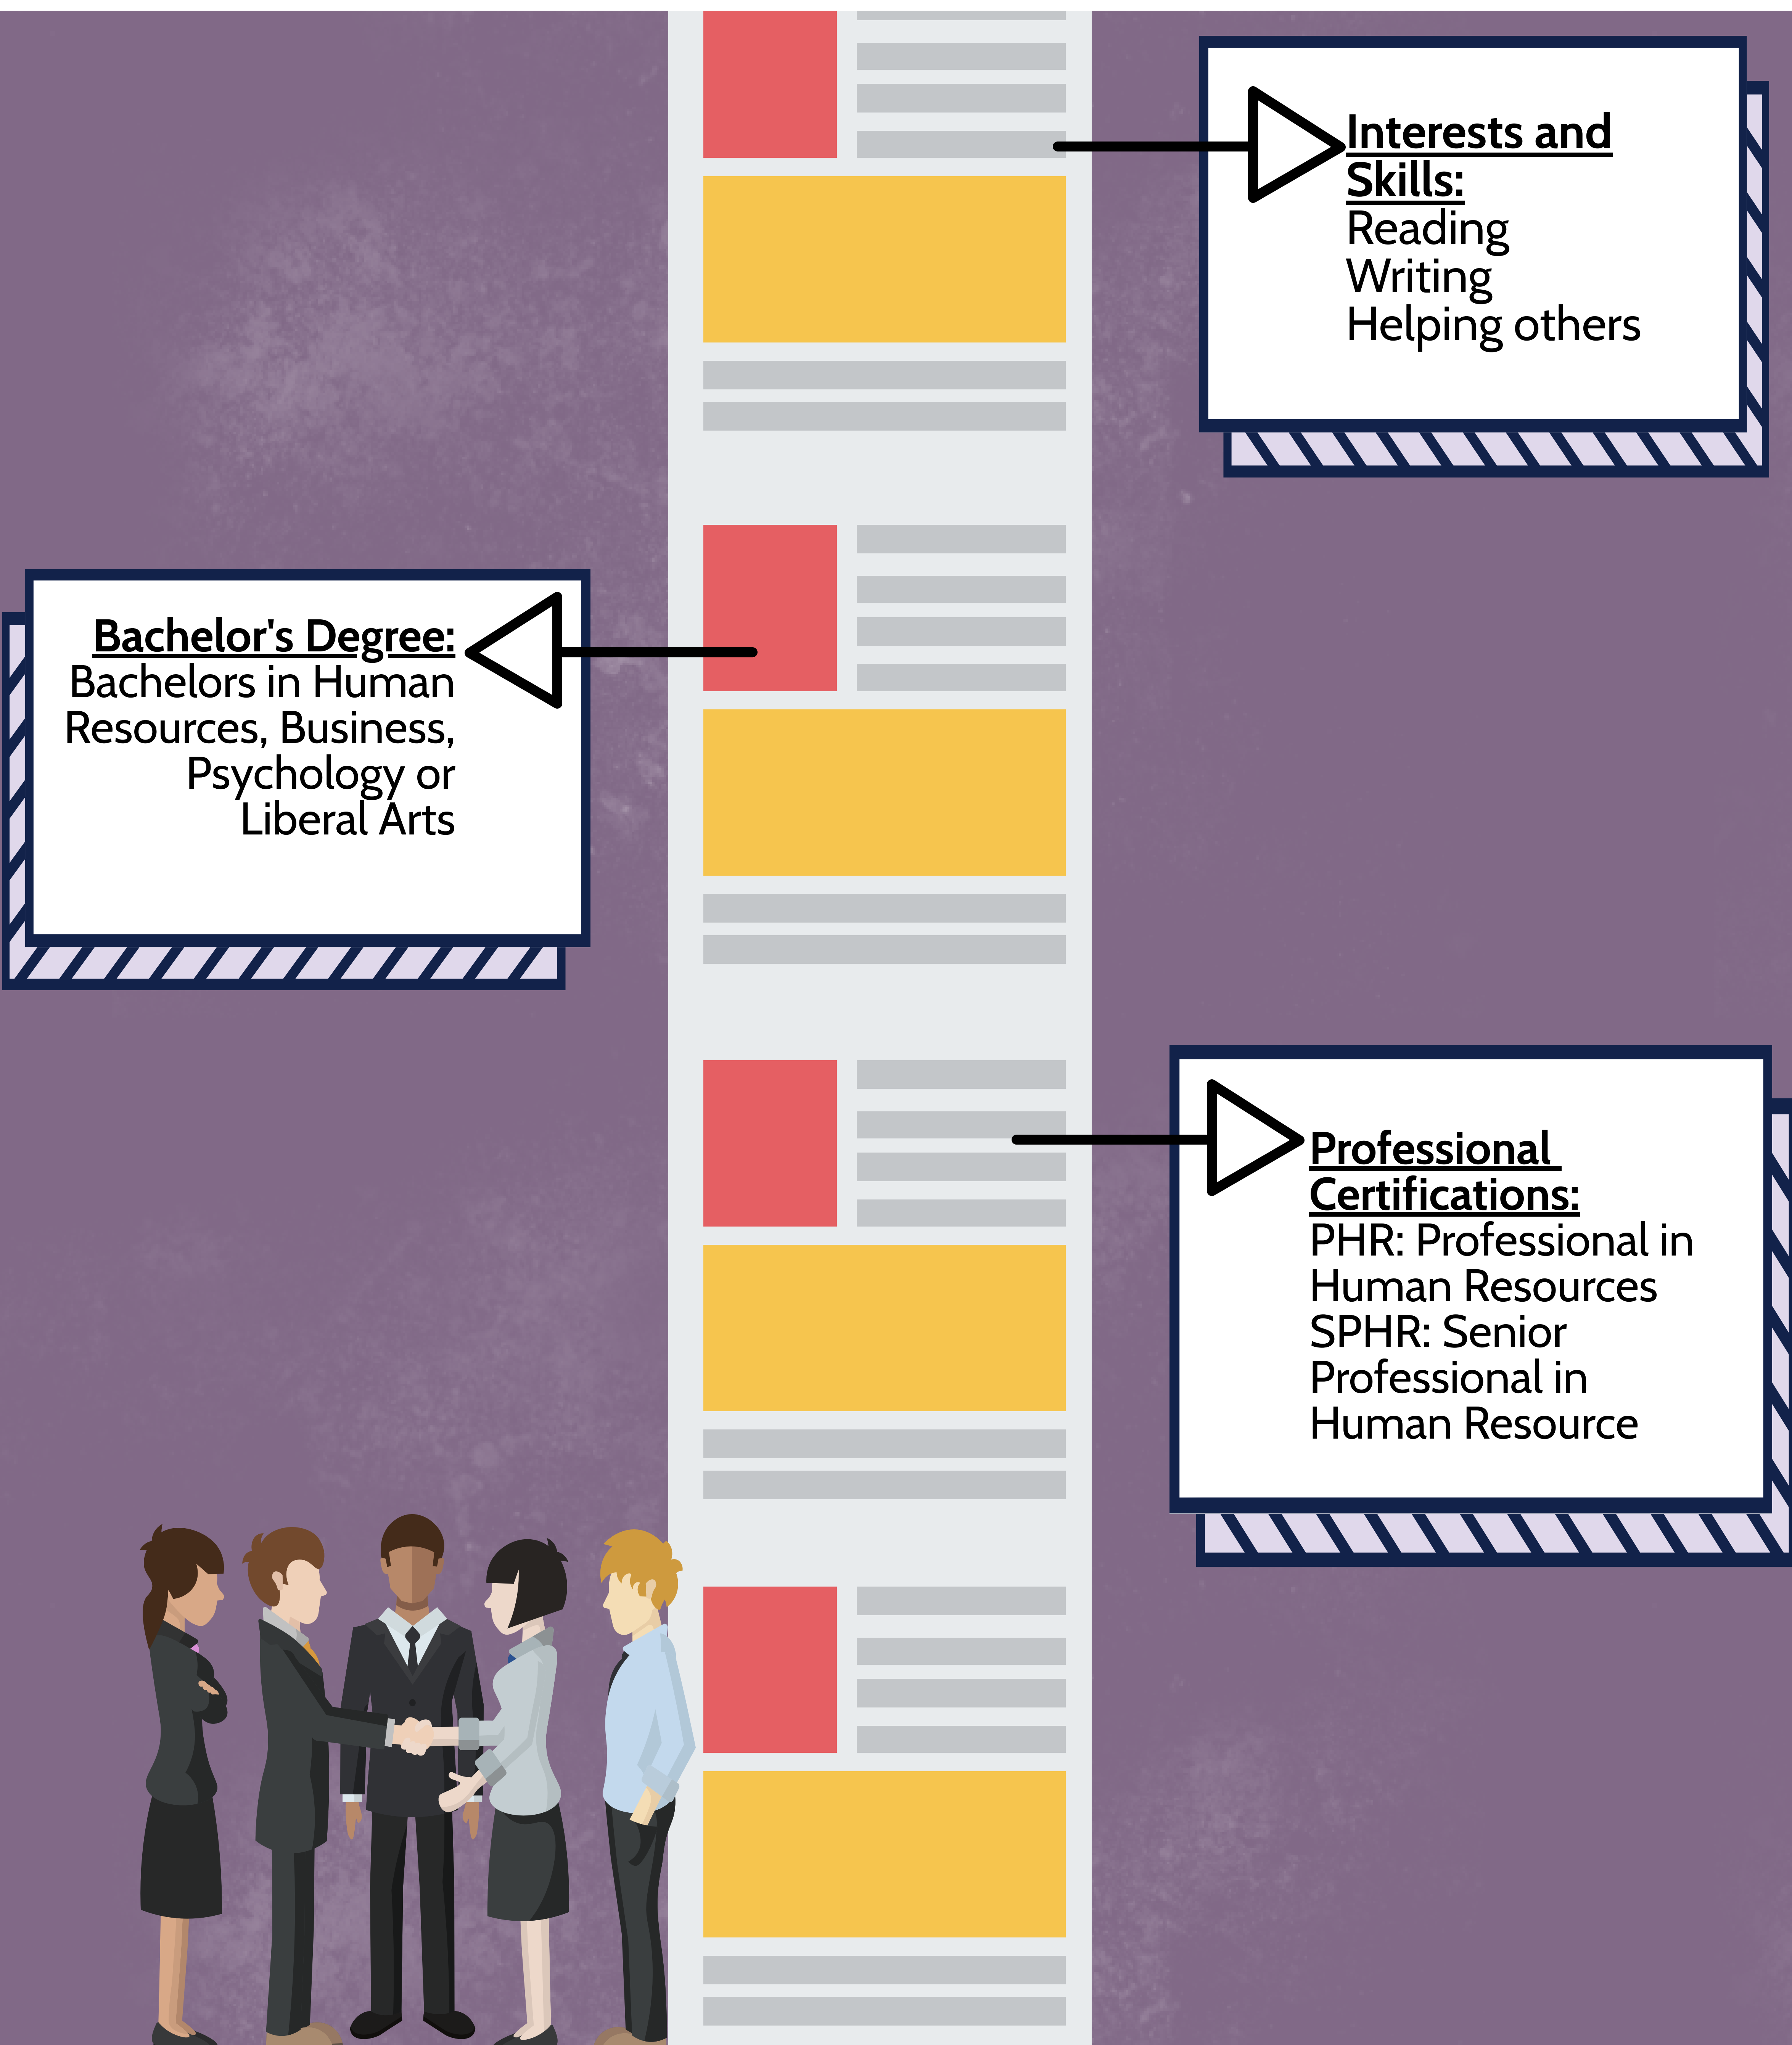 Interests and
Skills:
Reading
Writing
Helping others
Bachelor's Degree:
Bachelors in Human
Resources, Business,
Psychology or
Liberal Arts
Professional
Certifications:
PHR: Professional in
Human Resources
SPHR: Senior
Professional in
Human Resource